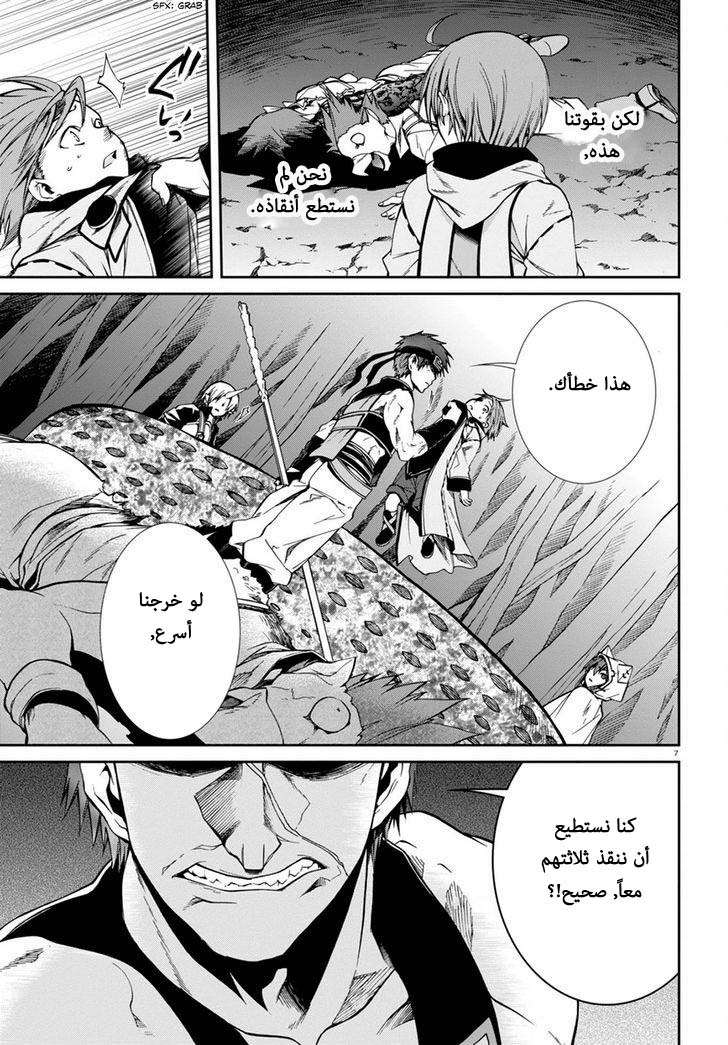 SFX: GRAB
لكن بقوتنا
هذه,
نحن لم
نستطع أنقاذه.
هذا خطأك.
لو خرجنا
أسرع,
7
كنا نستطيع
أن ننقذ ثلاثتهم
معاً, صحيح!؟